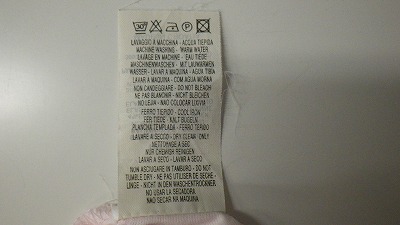 30°
P
LAVAGGIO A MACCHINA - ACQUA TIEPIDA
MACHINE WASHING - WARM WATER
LAVAGE EN MACHINE - EAU TIEDE
MASCHINENWASCHEN - MIT LAUWARMEN
WASSER - LAVAR A MAQUINA - AGUA TIBIA
LAVAR A MAQUINA - COM AGUA MORNA
NON CANDEGGIARE - DO NOT BLEACH
NE PAS BLANCHIR - NICHT BLEICHEN
NO LEJIA - NAO COLOCAR LIXIVIA
FERRO TIEPIDO - COOL IRON
FER TIEDE - KALT BUGELN
PLANCHA TEMPLADA - FERRO TEPIDO
LAVARE A SECCO - DRY CLEAN ONLY
NETTOYAGE A SEC
NUR CHEMISH REINIGEN
LAVAR A SECO - LAVAR A SECO
NON ASCIUGARE IN TAMBURO - DO NOT
TUMBLE DRY - NE PAS UTILISER DE SECHE -
LINGE - NICHT IN DEN WASCHENTROCKNER
NO USAR LA SECADORA
NAO SECAR NA MAQUINA